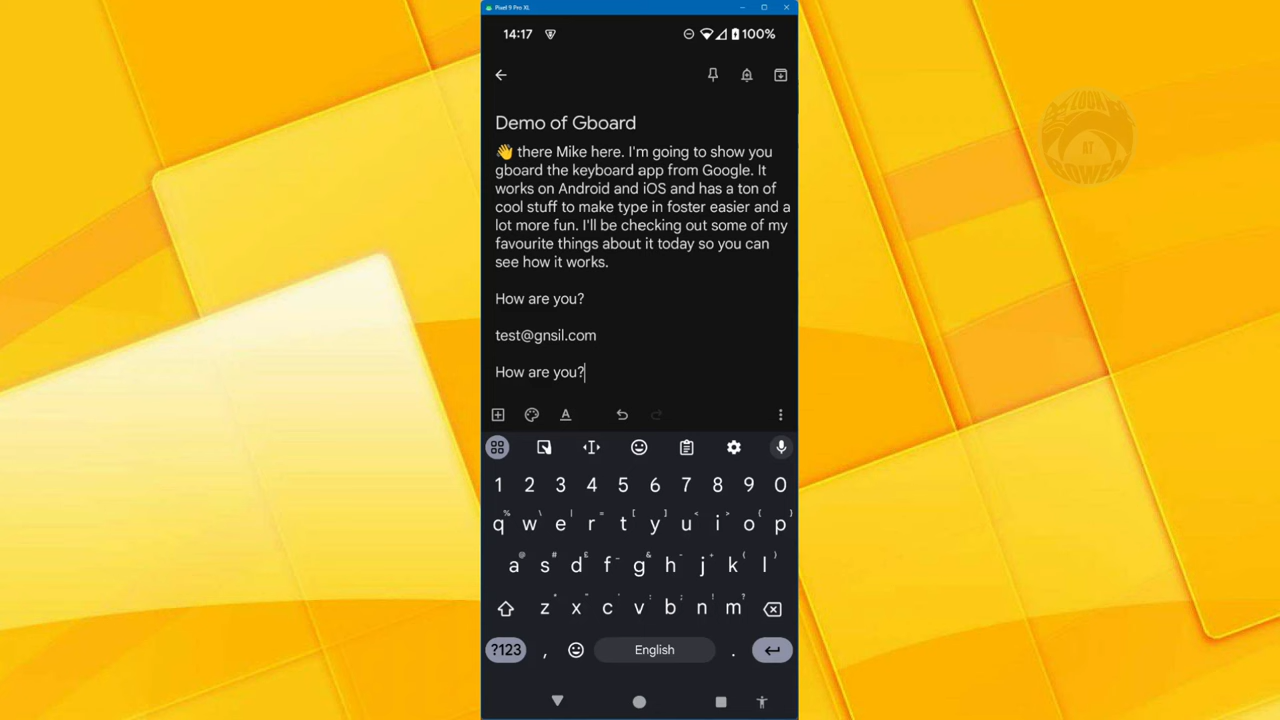 Pixel 9 Pro XL
14:17 100%
Demo of Gboard
👋 there Mike here. I'm going to show you
gboard the keyboard app from Google. It
works on Android and iOS and has a ton of
cool stuff to make type in foster easier and a
lot more fun. I'll be checking out some of my
favourite things about it today so you can
see how it works.
How are you?
test@gnsil.com
How are you?
A
1 2 3 4 5 6 7 8 9 0
q% w\ e| r= t[ y] u< i> o{ p}
a@ s# d£ f- g& h- j+ k( l)
z* x" c' v: b; n! m?
?123 , English .